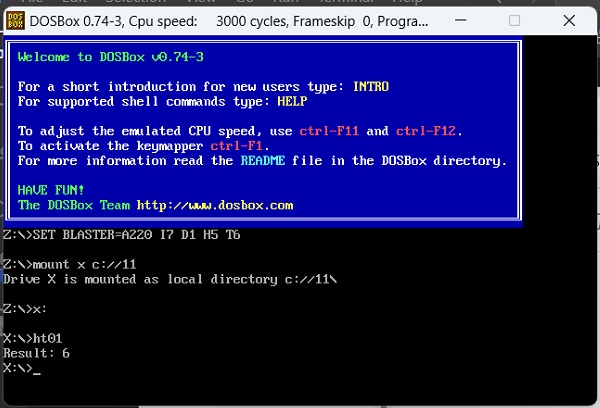 DOSBox 0.74-3, Cpu speed:    3000 cycles, Frameskip  0, Progra...
Welcome to DOSBox v0.74-3
For a short introduction for new users type: INTRO
For supported shell commands type: HELP
To adjust the emulated CPU speed, use ctrl-F11 and ctrl-F12.
To activate the keymapper ctrl-F1.
For more information read the README file in the DOSBox directory.
HAVE FUN!
The DOSBox Team http://www.dosbox.com
Z:\>SET BLASTER=A220 I7 D1 H5 T6
Z:\>mount x c://11
Drive X is mounted as local directory c://11\
Z:\>x:
X:\>ht01
Result: 6
X:\>_